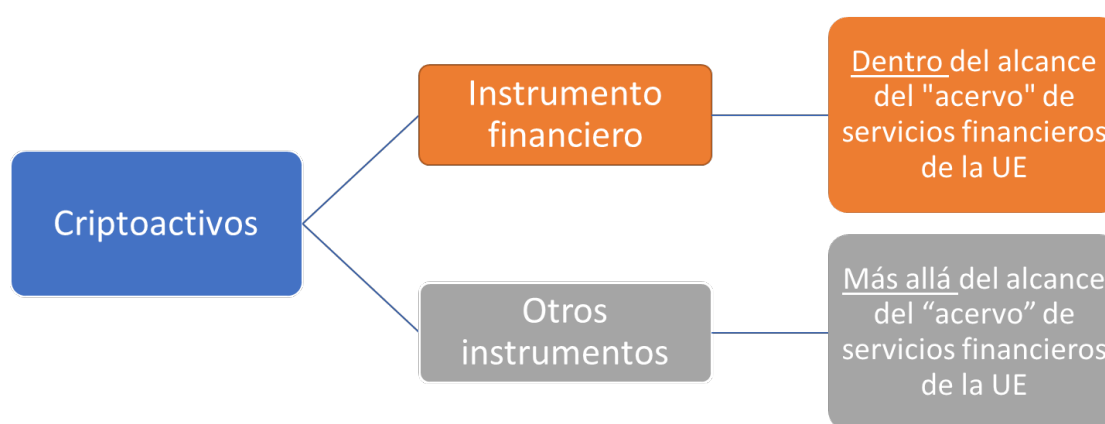 Criptoactivos
Instrumento
financiero
Dentro del alcance
del "acervo" de
servicios financieros
de la UE
Otros
instrumentos
Más allá del alcance
del “acervo” de
servicios financieros
de la UE